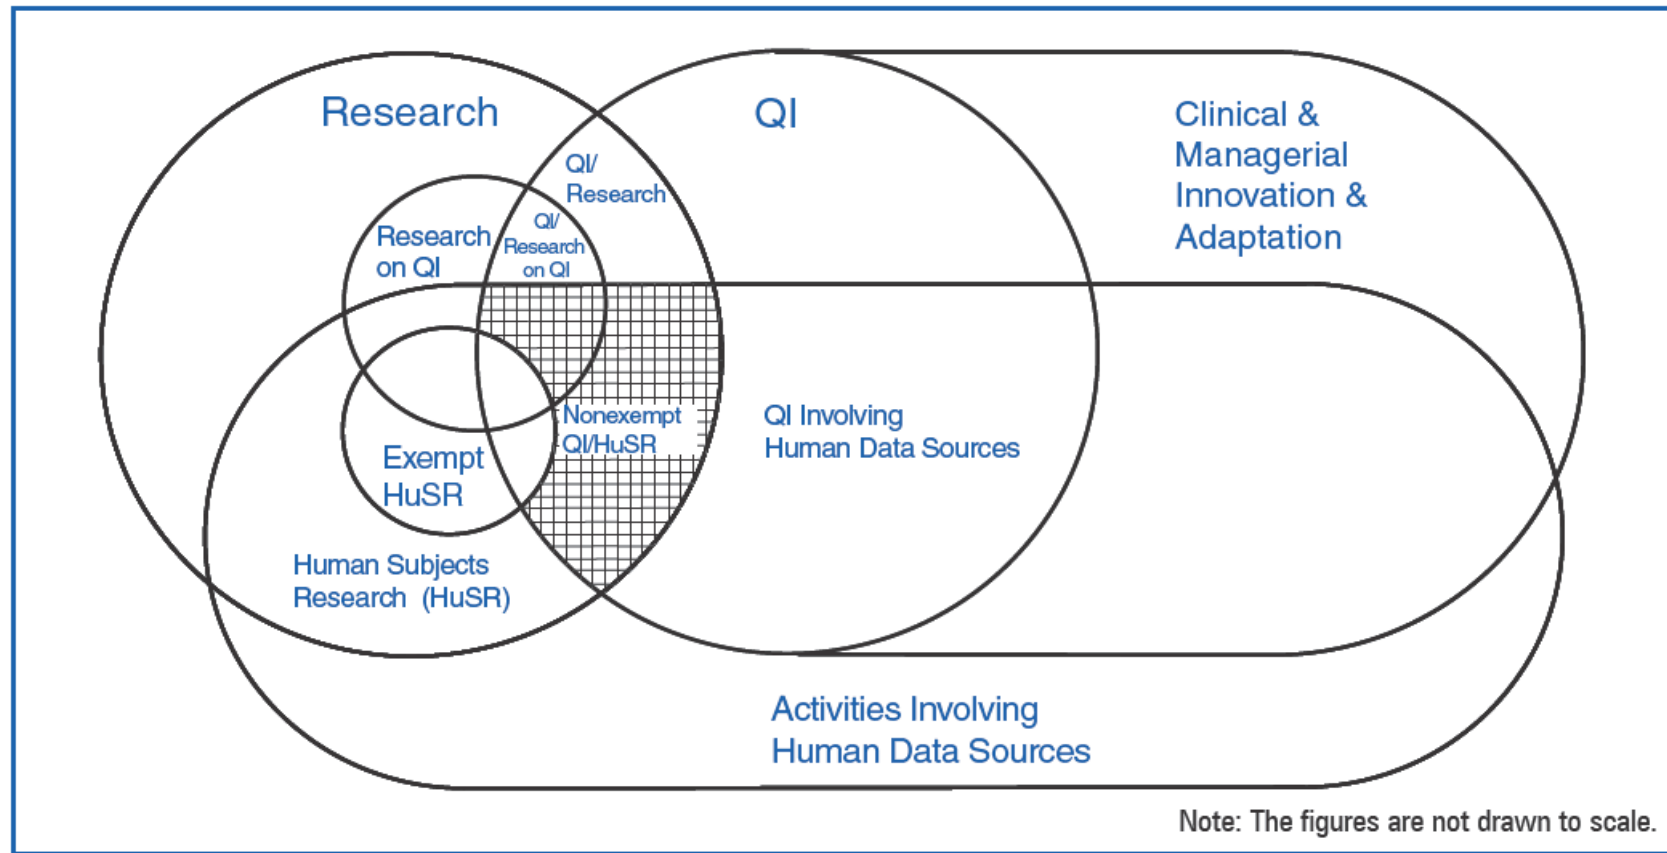 Research
QI
Clinical &
Managerial
Innovation &
Adaptation
QI/
Research
QI/
Research
on QI
Research
on QI
Nonexempt
QI/HuSR
QI Involving
Human Data Sources
Exempt
HuSR
Human Subjects
Research (HuSR)
Activities Involving
Human Data Sources
Note: The figures are not drawn to scale.